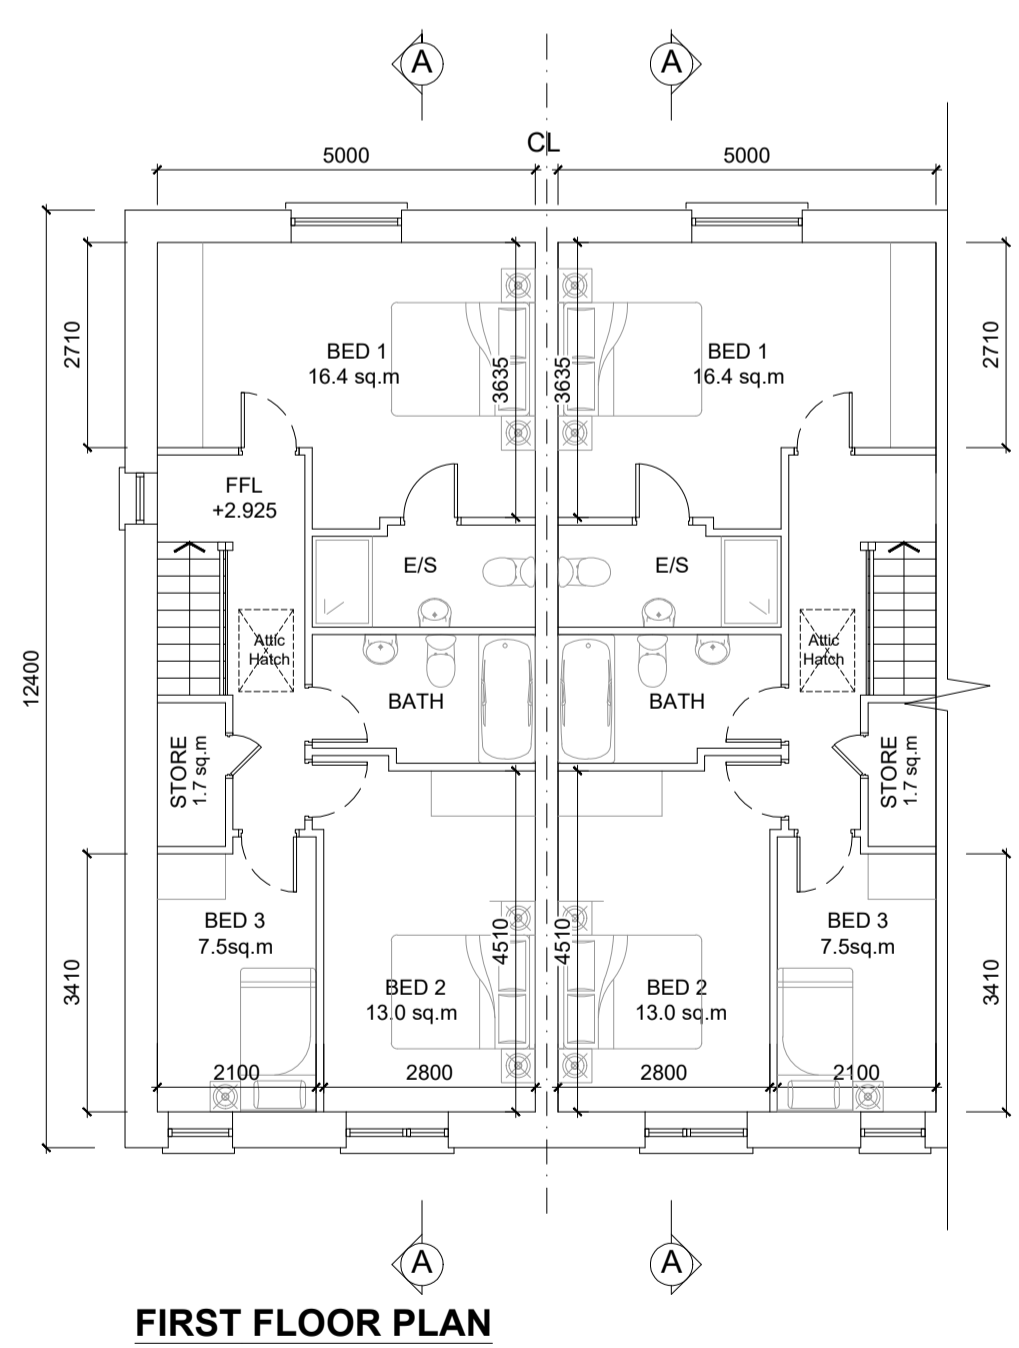 A
A
CL
5000
5000
2710
2710
BED 1
16.4 sq.m
3635
3635
BED 1
16.4 sq.m
FFL
+2.925
E/S
E/S
12400
Attic
Hatch
x
Attic
Hatch
x
BATH
BATH
STORE
1.7 sq.m
STORE
1.7 sq.m
BED 3
7.5sq.m
4510
4510
BED 3
7.5sq.m
3410
3410
BED 2
13.0 sq.m
BED 2
13.0 sq.m
2100
2800
2800
2100
A
A
FIRST FLOOR PLAN